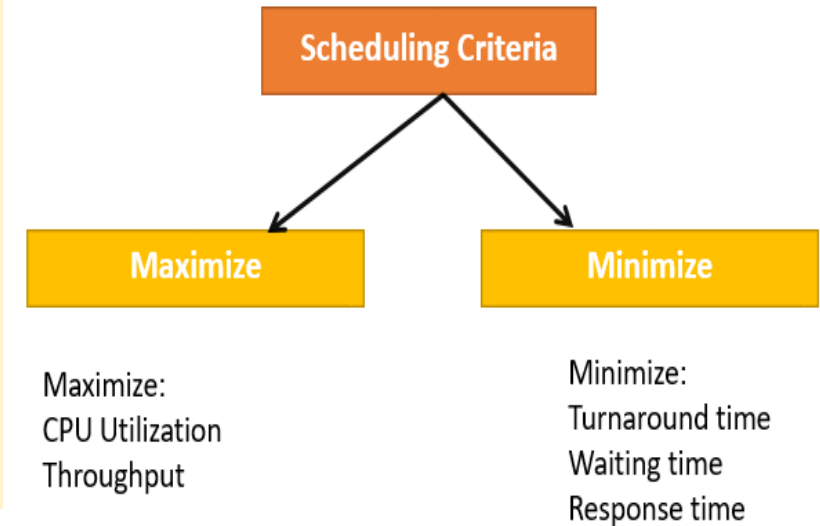 Scheduling Criteria
Maximize
Minimize
Maximize:
CPU Utilization
Throughput
Minimize:
Turnaround time
Waiting time
Response time